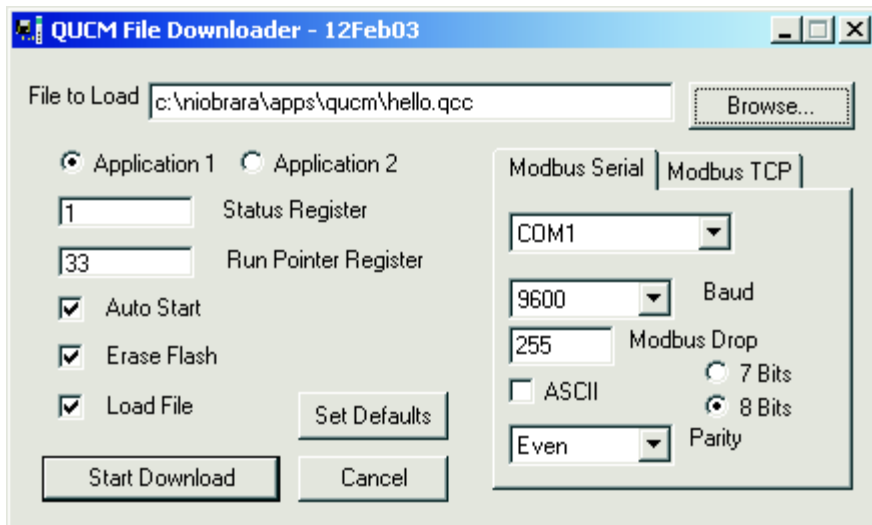 QUCM File Downloader - 12Feb03
File to Load c:\niobrara\apps\qucm\hello.qcc Browse...
Application 1 Application 2
1 Status Register
33 Run Pointer Register
Auto Start
Erase Flash
Load File
Set Defaults
Start Download Cancel
Modbus Serial Modbus TCP
COM1
9600 Baud
255 Modbus Drop
7 Bits
ASCII
8 Bits
Even Parity